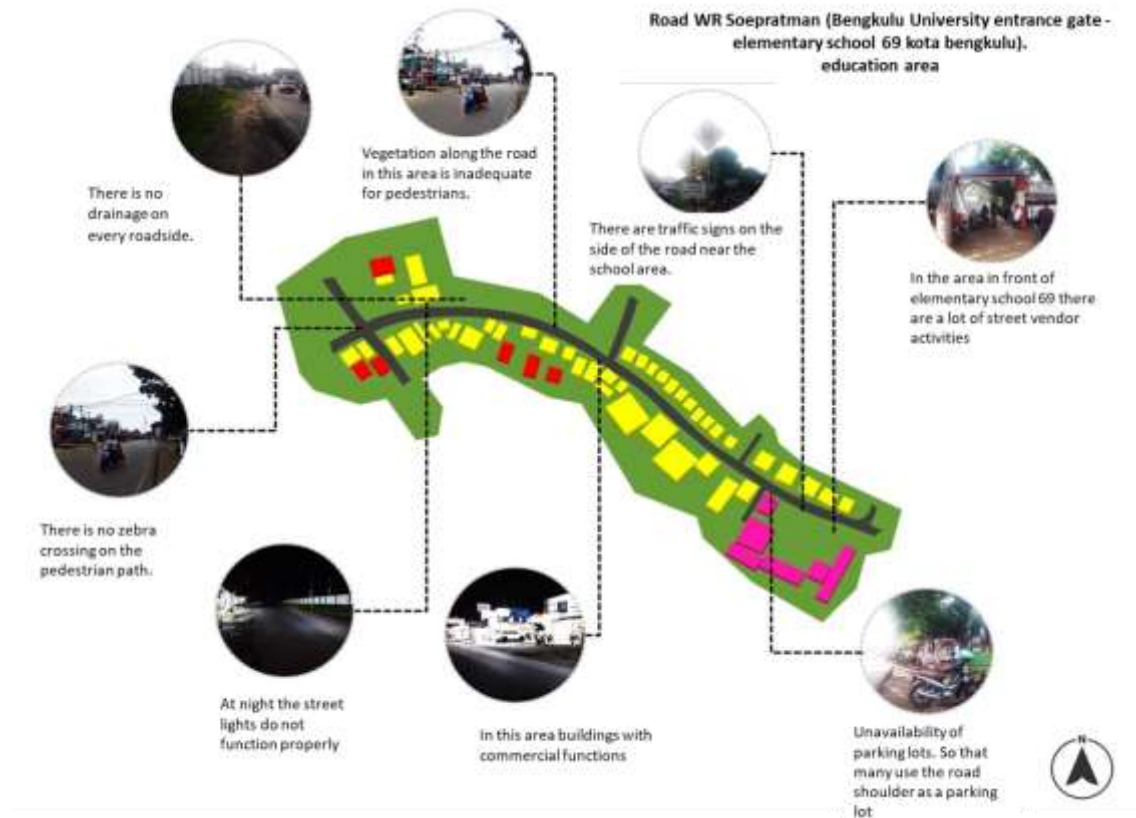 Road WR Soepratman (Bengkulu University entrance gate -
elementary school 69 kota bengkulu).
education area
Vegetation along the road
in this area is inadequate
for pedestrians.
There is no
drainage on
every roadside.
There are traffic signs on the
side of the road near the
school area.
In the area in front of
elementary school 69 there
are a lot of street vendor
activities
There is no zebra
crossing on the
pedestrian path.
At night the street
lights do not
function properly
In this area buildings with
commercial functions
Unavailability of
parking lots. So that
many use the road
shoulder as a parking
lot
N